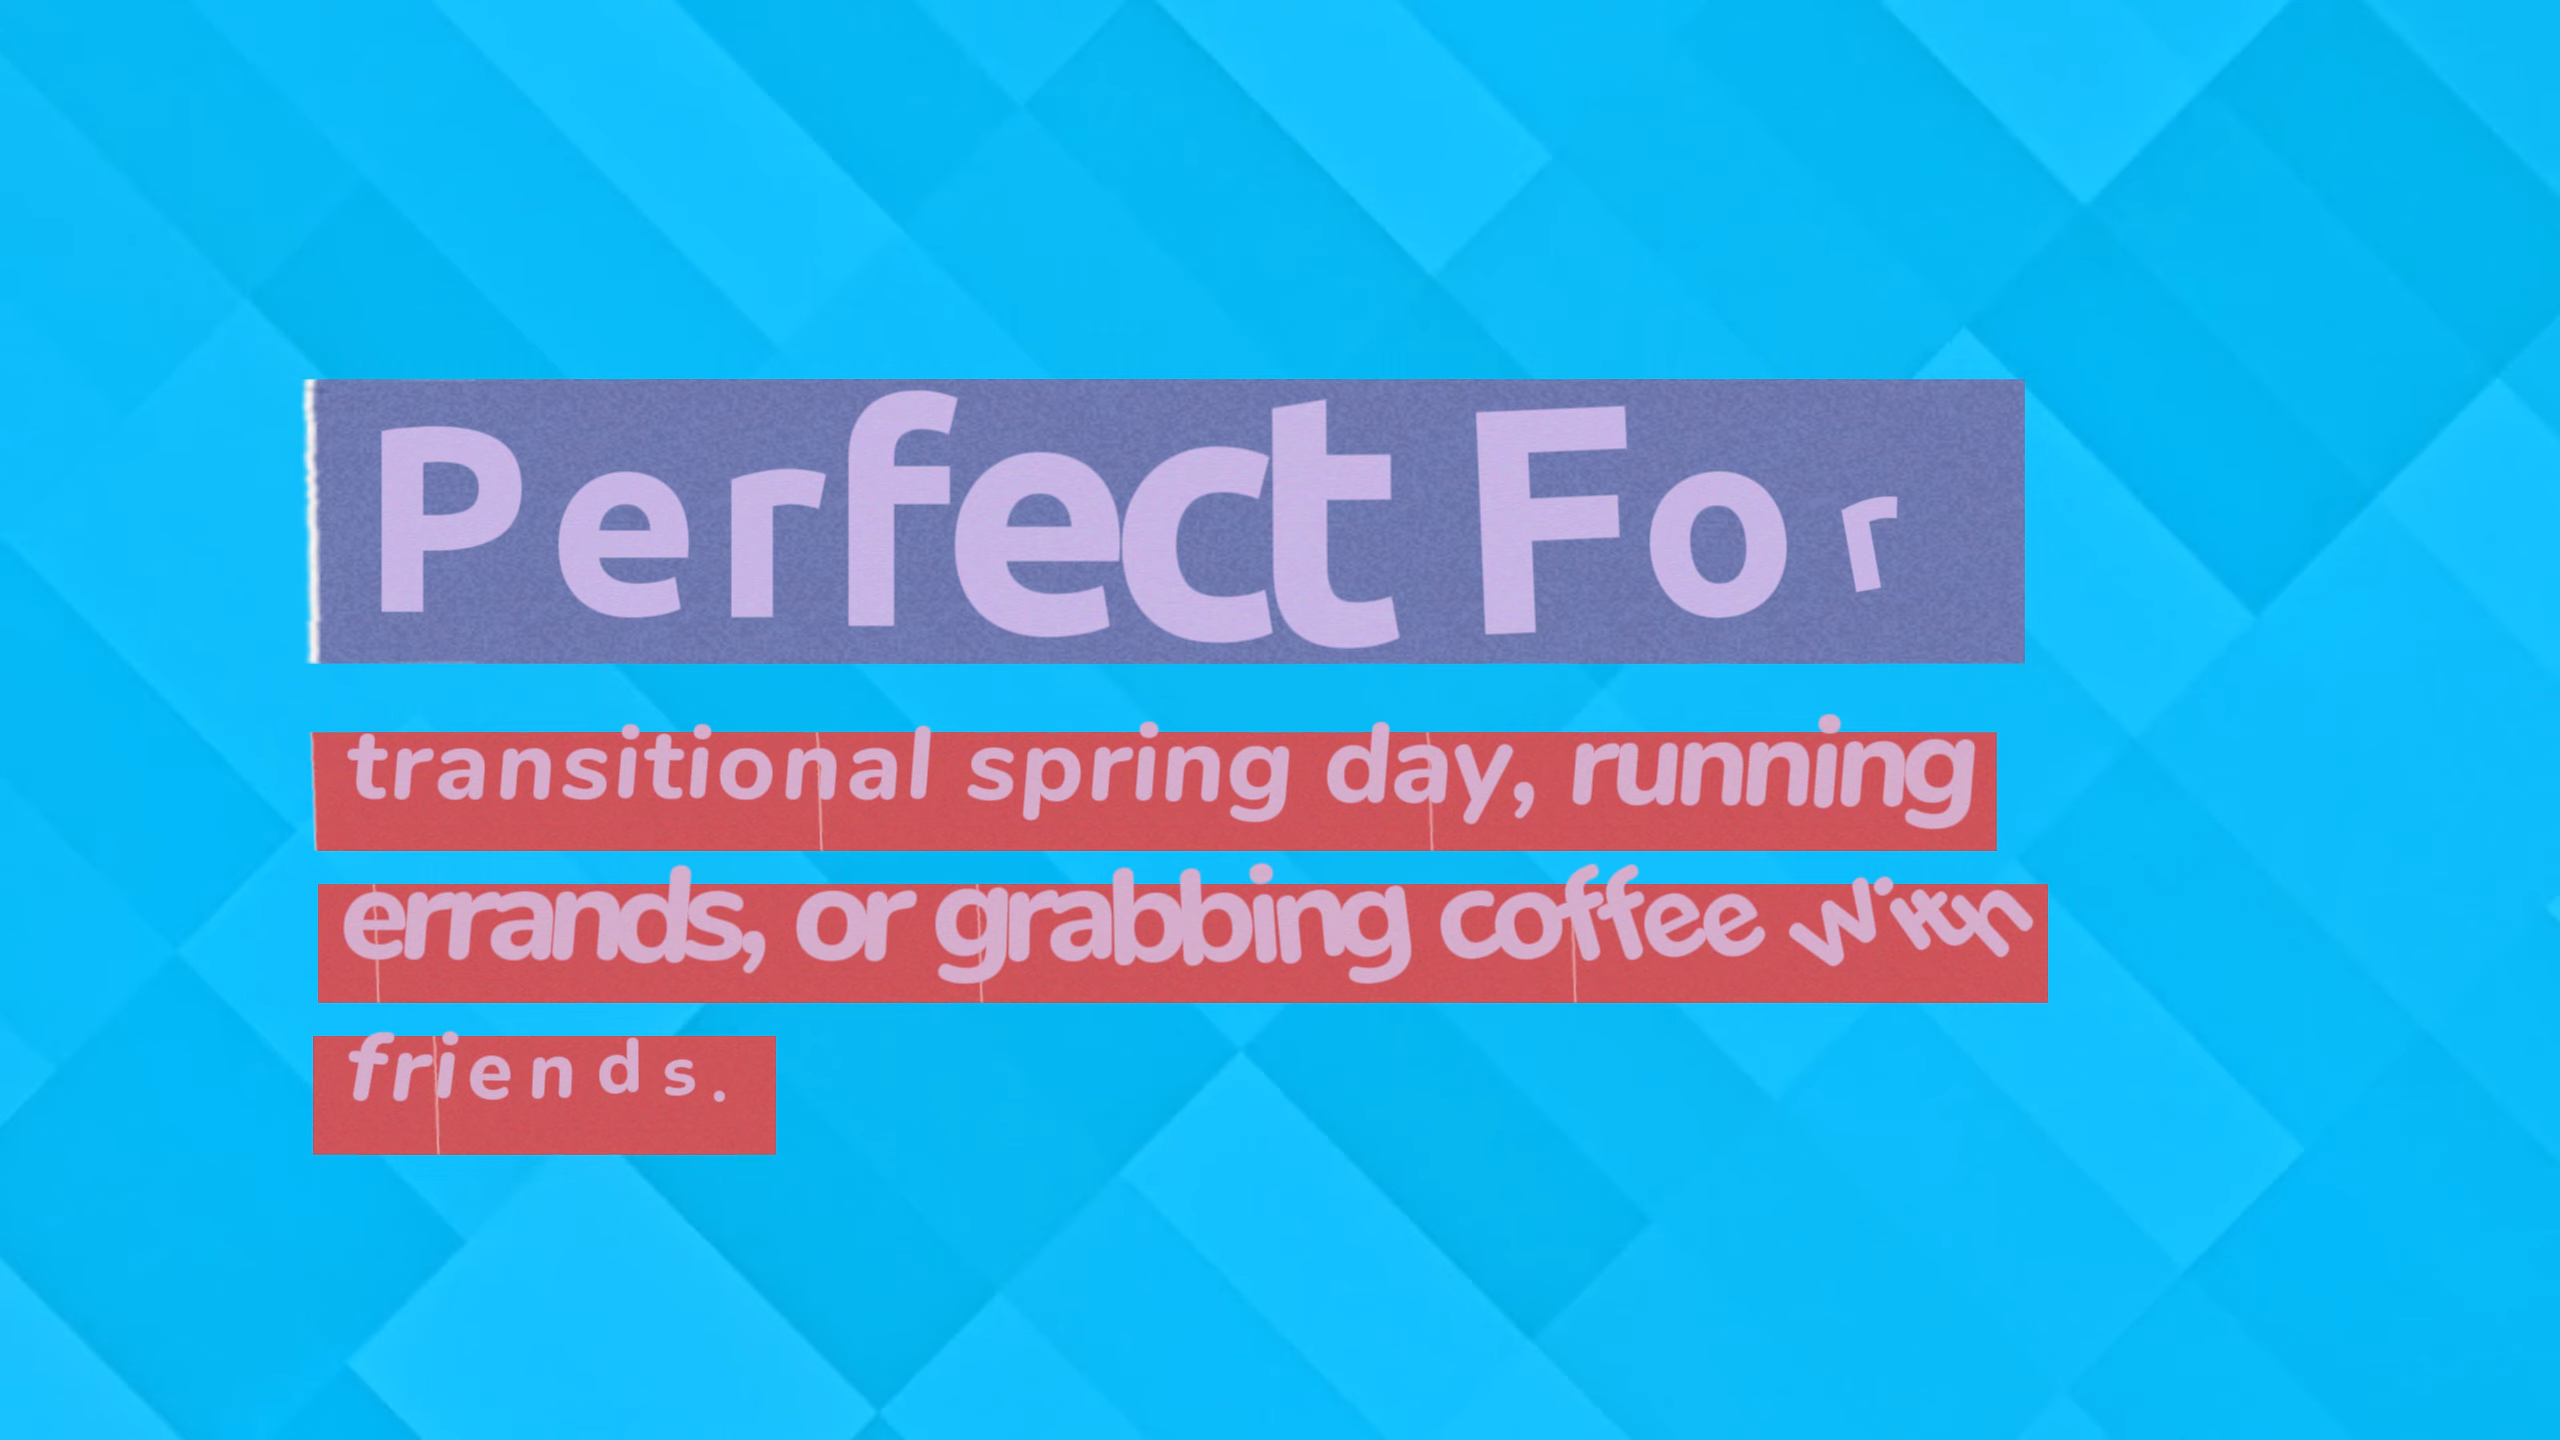 Perfect For
transitional spring day, running
errands, or grabbing coffee with
friends.